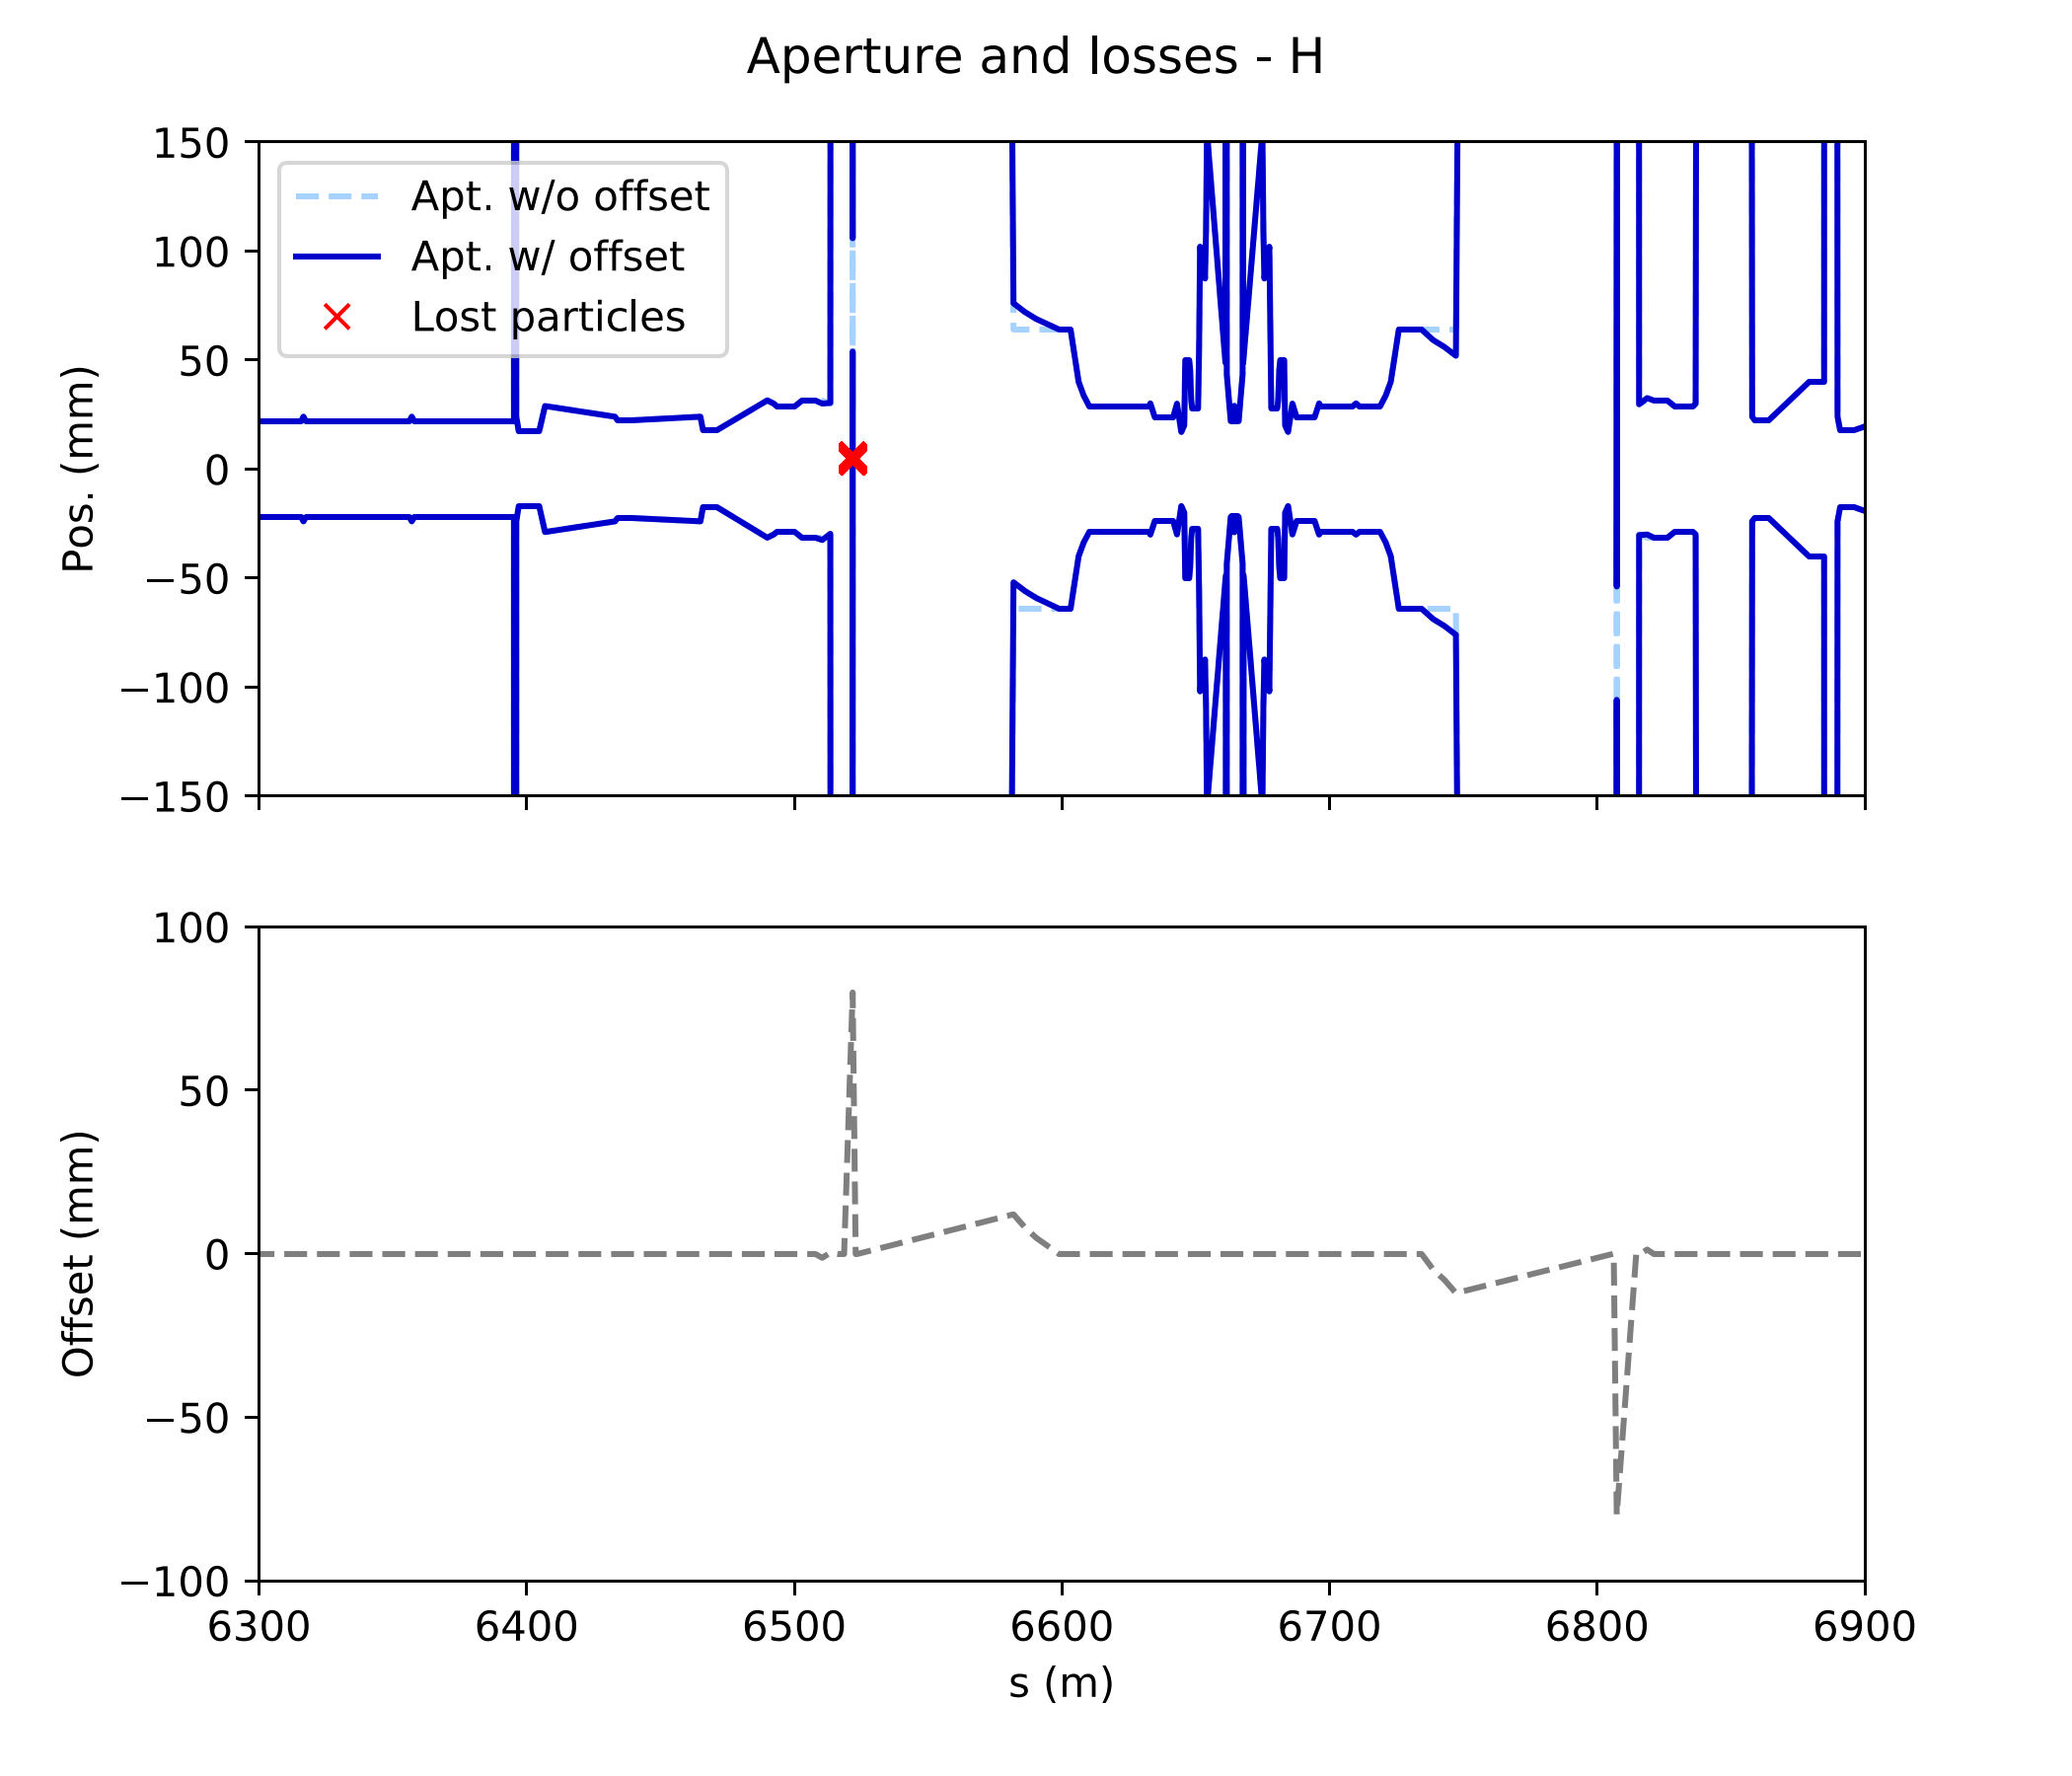 Aperture and losses - H
150
100
50
0
−50
−100
−150
Pos. (mm)
Apt. w/o offset
Apt. w/ offset
Lost particles
100
50
0
−50
−100
Offset (mm)
6300 6400 6500 6600 6700 6800 6900
s (m)